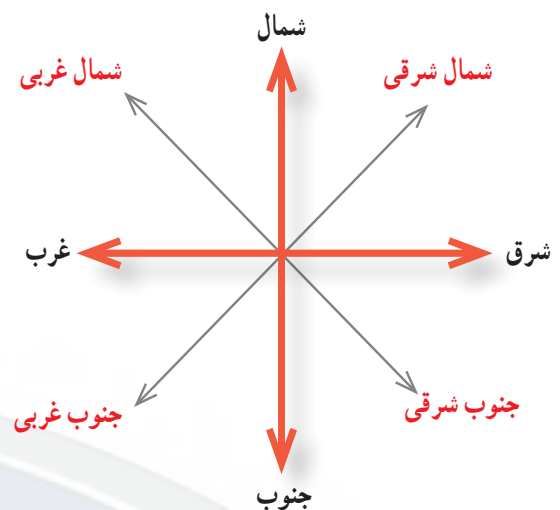 شمال
شمال شرقی
شمال غربی
شرق
غرب
جنوب شرقی
جنوب غربی
جنوب